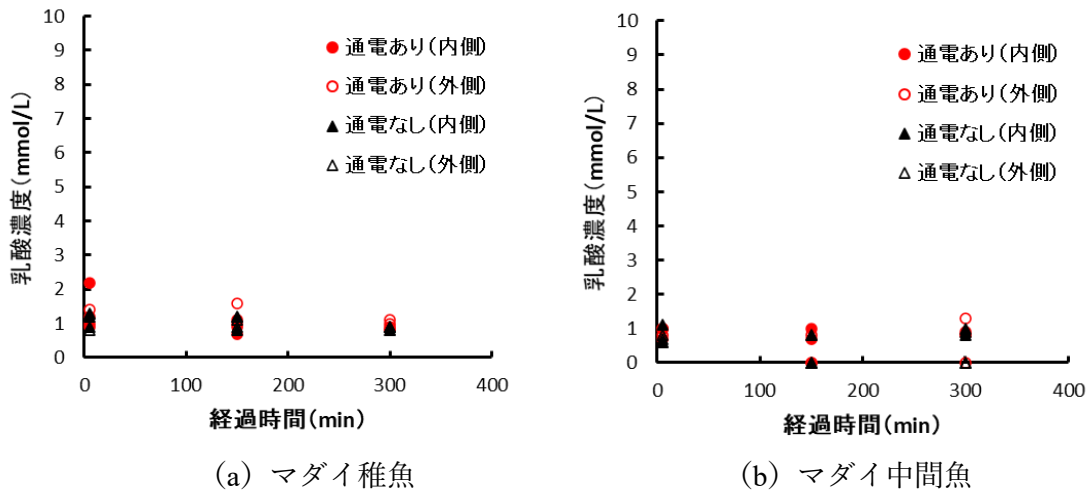 10
9
8
7
6
5
4
3
2
1
0
乳酸濃度(mmol/L)
通電あり(内側)
通電あり(外側)
通電なし(内側)
通電なし(外側)
0
100
200
300
400
経過時間(min)
(a) マダイ稚魚
10
9
8
7
6
5
4
3
2
1
0
乳酸濃度(mmol/L)
通電あり(内側)
通電あり(外側)
通電なし(内側)
通電なし(外側)
0
100
200
300
400
経過時間(min)
(b) マダイ中間魚